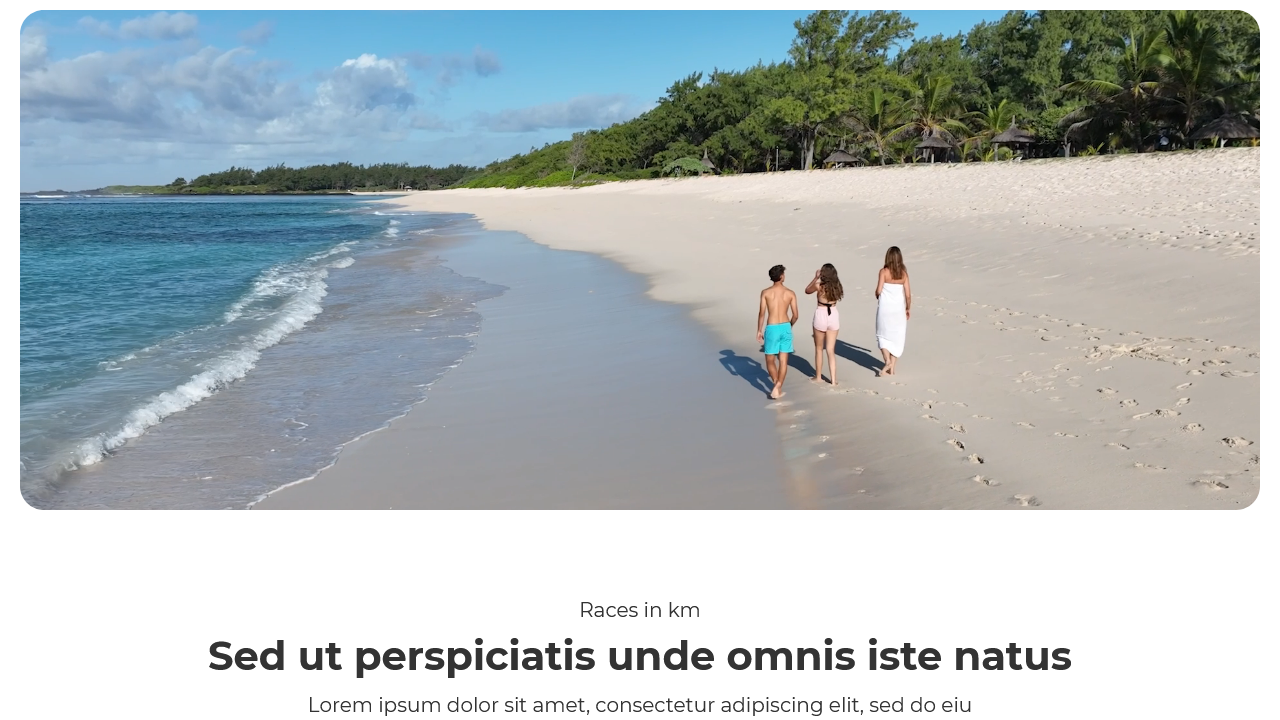 Races in km
Sed ut perspiciatis unde omnis iste natus
Lorem ipsum dolor sit amet, consectetur adipiscing elit, sed do eiu